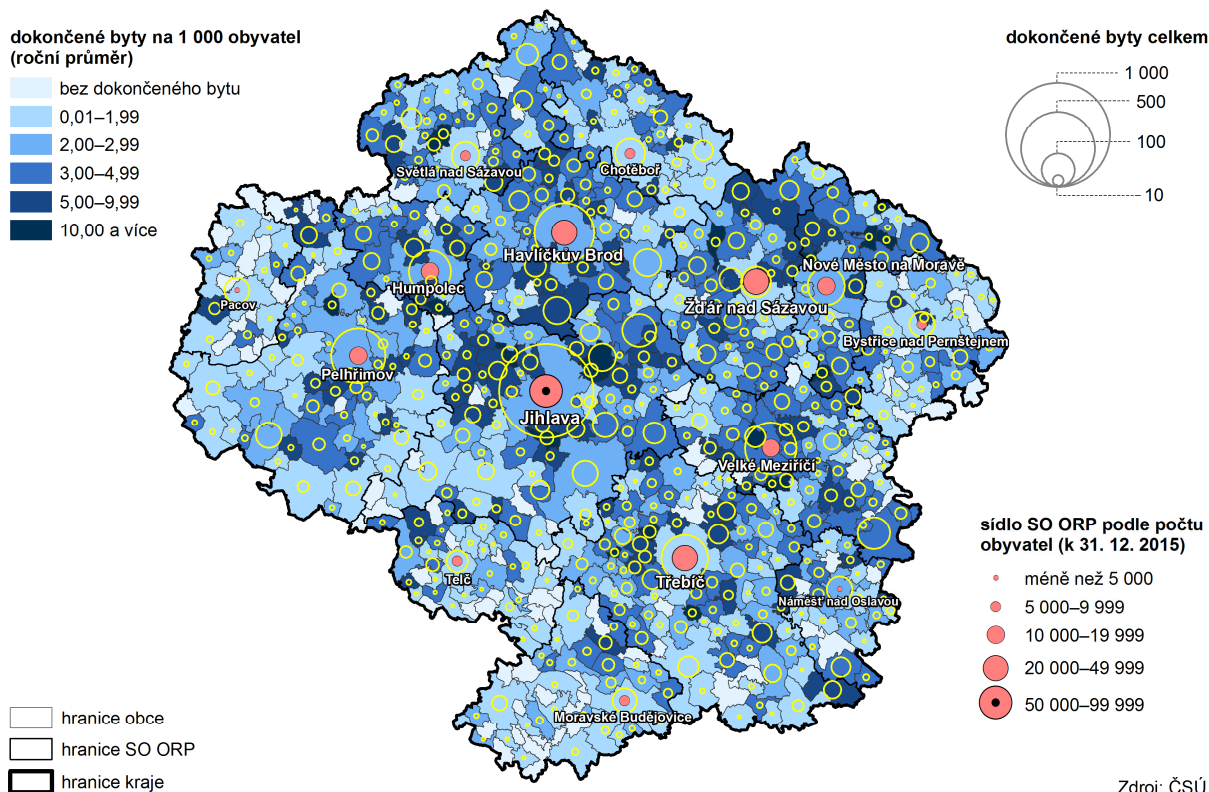 dokončené byty na 1 000 obyvatel
(roční průměr)
bez dokončeného bytu
0,01–1,99
2,00–2,99
3,00–4,99
5,00–9,99
10,00 a více
dokončené byty celkem
1 000
500
100
10
Světlá nad Sázavou
Chotěboř
Havlíčkův Brod
Nové Město na Moravě
Humpolec
Pacov
Žďár nad Sázavou
Bystřice nad Pernštejnem
Pelhřimov
Jihlava
Velké Meziříčí
Telč
Třebíč
Náměšť nad Oslavou
Moravské Budějovice
sídlo SO ORP podle počtu
obyvatel (k 31. 12. 2015)
méně než 5 000
5 000–9 999
10 000–19 999
20 000–49 999
50 000–99 999
hranice obce
hranice SO ORP
hranice kraje
Zdroj: ČSÚ